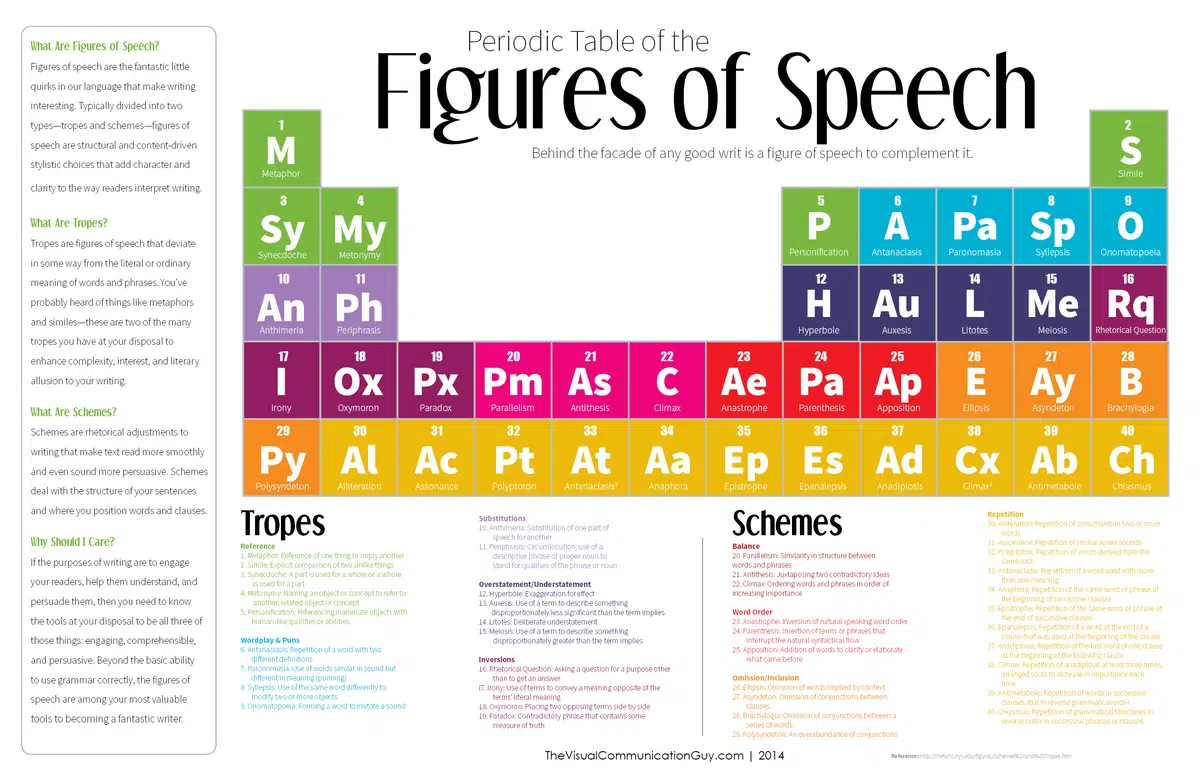 What Are Figures of Speech?
Figures of speech are the fantastic little
quirks in our language that make writing
interesting. Typically divided into two
types—tropes and schemes—figures of
speech are structural or content-driven
stylistic choices that add character and
clarity to the way readers interpret writing.
What Are Tropes?
Tropes are figures of speech that deviate
in some way from the normal or ordinary
meaning of words and phrases. You've
probably heard of things like metaphors
and similes—these are two of the many
tropes you have at your disposal to
enhance complexity, interest, and literary
allusion to your writing.
What Are Schemes?
Schemes are rhetorical adjustments to
writing that make text read more smoothly
and even sound more persuasive. Schemes
deal with the structure of your sentences
and where you position words and clauses.
Why Should I Care?
If your goals of writing are to engage
your readers, help them understand, and
persuade them, then you need to know
the tools at your disposal to be all three of
those persuasive. Beyond the basic ability
to use grammar correctly, the figures of
speech can make you a fantastic writer.
Periodic Table of the
Figures of Speech
Behind the facade of any good writ is a figure of speech to complement it.
1
M
Metaphor
2
S
Simile
3
Sy
Synecdoche
4
My
Metonymy
5
P
Personification
6
A
Antanaclasis
7
Pa
Paronomasia
8
Sp
Syllepsis
9
O
Onomatopoeia
10
An
Anthimeria
11
Ph
Periphrasis
12
H
Hyperbole
13
Au
Auxesis
14
L
Litotes
15
Me
Meiosis
16
Rq
Rhetorical Question
17
I
Irony
18
Ox
Oxymoron
19
Px
Paradox
20
Pm
Parallelism
21
As
Antithesis
22
C
Climax
23
Ae
Anastrophe
24
Pa
Parenthesis
25
Ap
Apposition
26
E
Ellipsis
27
Ay
Asyndeton
28
B
Brachylogia
29
Py
Polysyndeton
30
Al
Alliteration
31
Ac
Assonance
32
Pt
Polyptoton
33
At
Antanaclasis²
34
Aa
Anaphora
35
Ep
Epistrophe
36
Es
Epanalepsis
37
Ad
Anadiplosis
38
Cx
Climax²
39
Ab
Antimetabole
40
Ch
Chiasmus
Tropes
Reference
1. Metaphor: Reference of one thing to imply another
2. Simile: Explicit comparison of two unlike things
3. Synecdoche: A part is used for a whole or a whole
is used for a part
4. Metonymy: Naming an object or concept to refer to
another, related object or concept
5. Personification: Referencing inanimate objects with
human-like qualities or abilities
Wordplay & Puns
6. Antanaclasis: Repetition of a word with two
different definitions
7. Paronomasia: Use of words similar in sound but
different in meaning (punning)
8. Syllepsis: Use of the same word differently to
modify two or more objects
9. Onomatopoeia: Forming a word to imitate a sound
Substitutions
10. Anthimeria: Substitution of one part of
speech for another
11. Periphrasis: Circumlocution; use of a
descriptive phrase or proper noun to
stand for qualities of the phrase or noun
Overstatement/Understatement
12. Hyperbole: Exaggeration for effect
13. Auxesis: Use of a term to describe something
disproportionately less significant than the term implies.
14. Litotes: Deliberate understatement
15. Meiosis: Use of a term to describe something
disproportionately greater than the term implies
Inversions
16. Rhetorical Question: Asking a question for a purpose other
than to get an answer
17. Irony: Use of terms to convey a meaning opposite of the
terms' literal meaning
18. Oxymoron: Placing two opposing terms side by side
19. Paradox: Contradictory phrase that contains some
measure of truth
Schemes
Balance
20. Parallelism: Similarity in structure between
words and phrases
21. Antithesis: Juxtaposing two contradictory ideas
22. Climax: Ordering words and phrases in order of
increasing importance
Word Order
23. Anastrophe: Inversion of natural speaking word order
24. Parenthesis: Insertion of terms or phrases that
interrupt the natural syntactical flow
25. Apposition: Addition of words to clarify or elaborate
what came before
Omission/Inclusion
26. Ellipsis: Omission of words implied by context
27. Asyndeton: Omission of conjunctions between
clauses
28. Brachylogia: Omission of conjunctions between a
series of words
29. Polysyndeton: An overabundance of conjunctions
Repetition
30. Alliteration: Repetition of consonants in two or more
words
31. Assonance: Repetition of similar vowel sounds
32. Polyptoton: Repetition of words derived from the
same root
33. Antanaclasis: Repetition of a word used with more
than one meaning
34. Anaphora: Repetition of the same word or phrase at
the beginning of successive clauses
35. Epistrophe: Repetition of the same word or phrase at
the end of successive clauses
36. Epanalepsis: Repetition of a word at the end of a
clause that was used at the beginning of the clause
37. Anadiplosis: Repetition of the last word of one clause
at the beginning of the following clause
38. Climax: Repetition of anadiplosis at least three times,
arranged so as to increase in importance each
time
39. Antimetabole: Repetition of words in successive
clauses, but in reverse grammatical order.
40. Chiasmus: Repetition of grammatical structures in
reverse order in successive phrases or clauses
TheVisualCommunicationGuy.com | 2014
Reference: